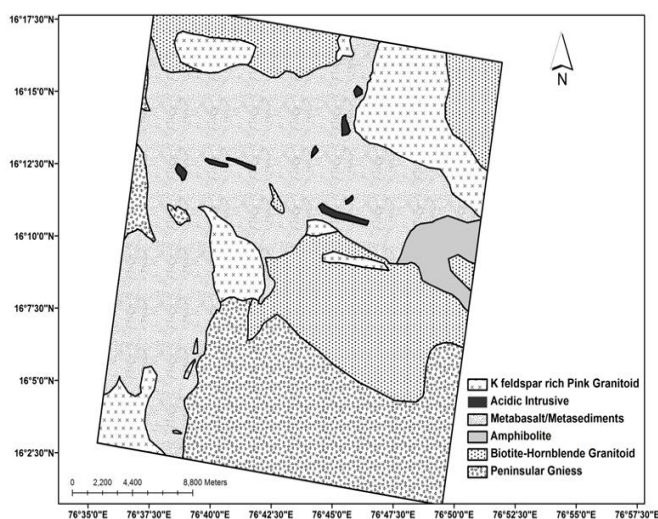 16°17'30"N
16°15'0"N
16°12'30"N
16°10'0"N
16°7'30"N
16°5'0"N
16°2'30"N
N
K feldspar rich Pink Granitoid
Acidic Intrusive
Metabasalt/Metasediments
Amphibolite
Biotite-Hornblende Granitoid
Peninsular Gniess
0 2,200 4,400 8,800 Meters
76°35'0"E 76°37'30"E 76°40'0"E 76°42'30"E 76°45'0"E 76°47'30"E 76°50'0"E 76°52'30"E 76°55'0"E 76°57'30"E